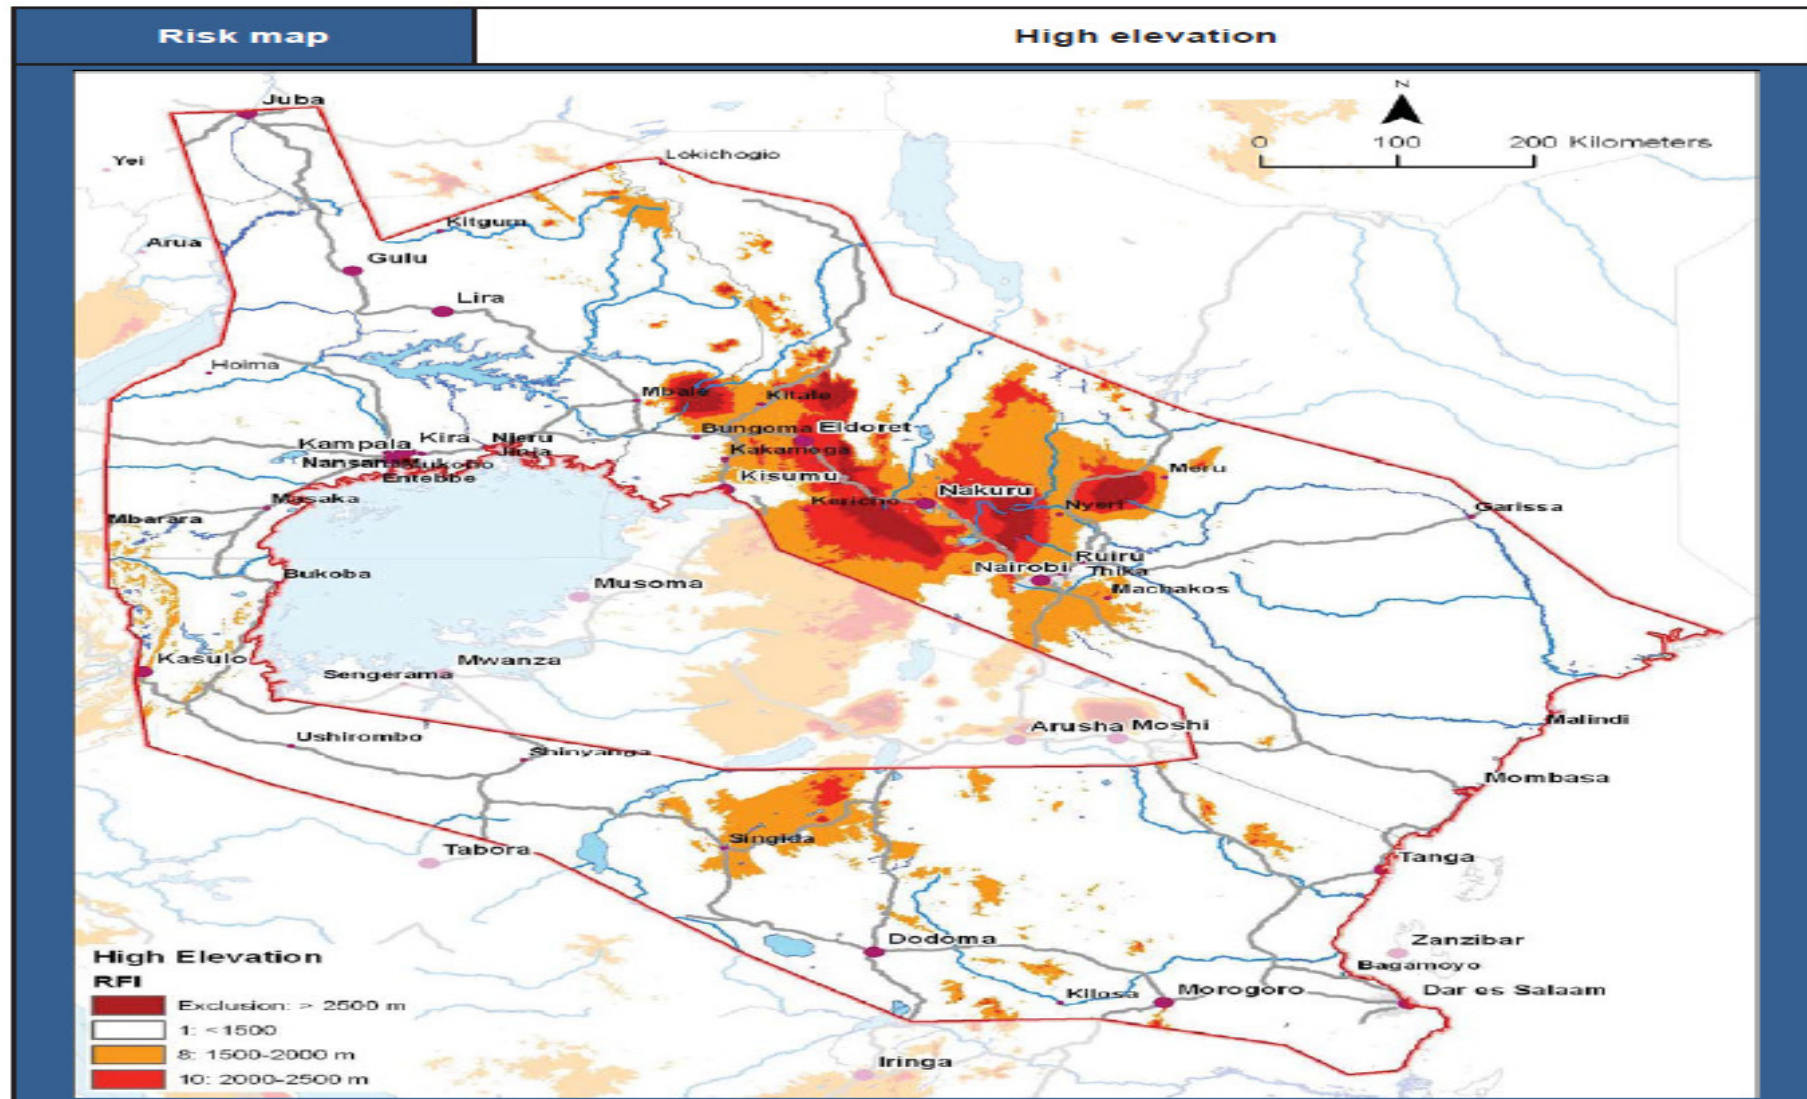 Risk map
High elevation
Juba
N
0 100 200 Kilometers
Yei
Lokichogio
Kitgum
Arua
Gulu
Lira
Hoima
Mbale
Kitale
Bungoma
Eldoret
Kampala
Kira
Njeru
Jinja
Kakamega
Nansana
Mukono
Entebbe
Kisumu
Meru
Masaka
Kericho
Nakuru
Nyeri
Garissa
Mbarara
Ruiru
Bukoba
Nairobi
Thika
Musoma
Machakos
Kasulo
Mwanza
Sengerama
Malindi
Arusha
Moshi
Ushirombo
Shinyanga
Mombasa
Singida
Tabora
Tanga
Dodoma
Zanzibar
Bagamoyo
Kilosa
Morogoro
Dar es Salaam
Iringa
High Elevation
RFI
Exclusion: > 2500 m
1: <1500
8: 1500-2000 m
10: 2000-2500 m